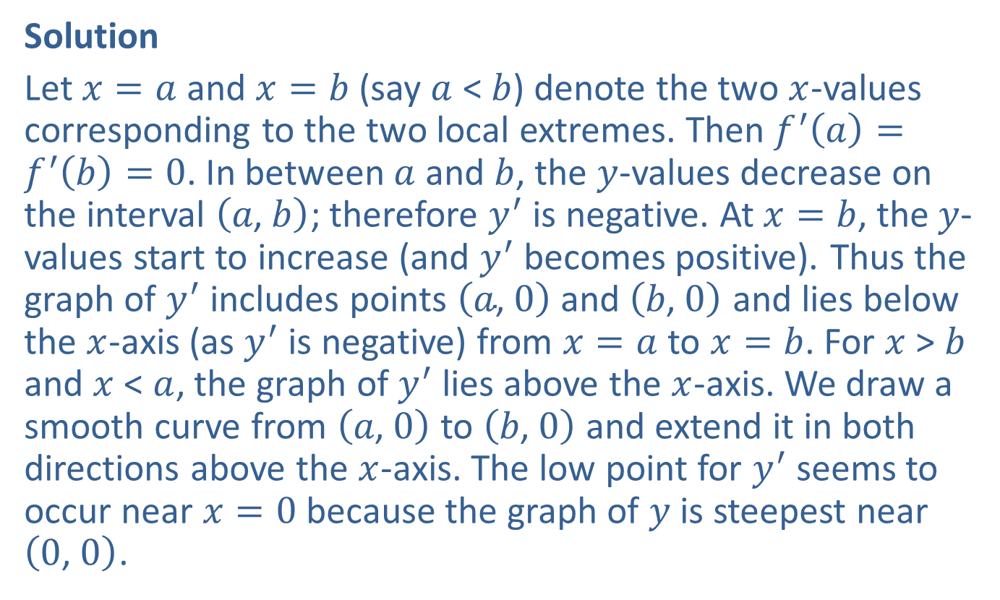 Solution
Let x = a and x = b (say a < b) denote the two x-values
corresponding to the two local extremes. Then f′(a) =
f′(b) = 0. In between a and b, the y-values decrease on
the interval (a, b); therefore y′ is negative. At x = b, the y-
values start to increase (and y′ becomes positive). Thus the
graph of y′ includes points (a, 0) and (b, 0) and lies below
the x-axis (as y′ is negative) from x = a to x = b. For x > b
and x < a, the graph of y′ lies above the x-axis. We draw a
smooth curve from (a, 0) to (b, 0) and extend it in both
directions above the x-axis. The low point for y′ seems to
occur near x = 0 because the graph of y is steepest near
(0, 0).